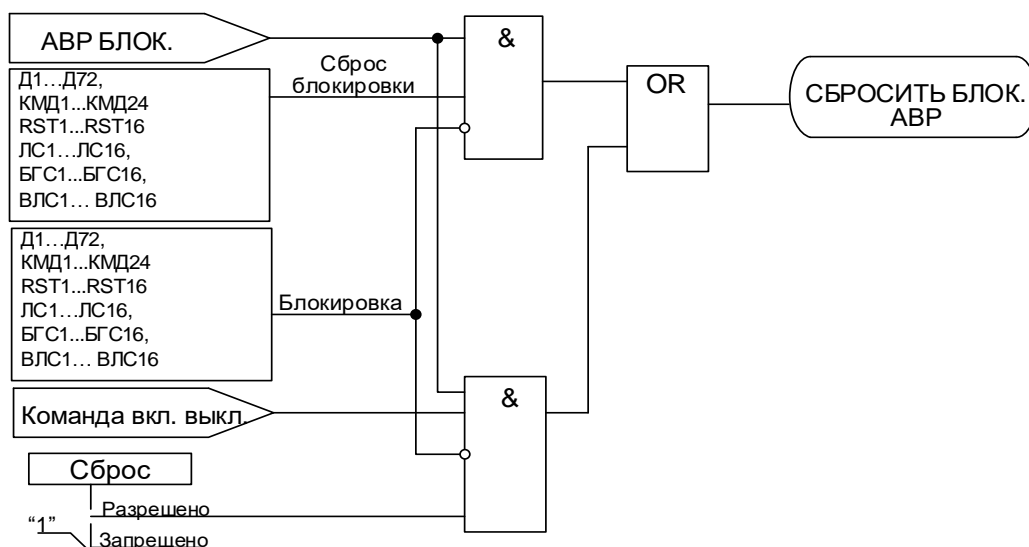 АВР БЛОК.
&
Сброс
блокировки
OR
СБРОСИТЬ БЛОК.
АВР
Д1...Д72,
КМД1...КМД24
RST1...RST16
ЛС1...ЛС16,
БГС1...БГС16,
ВЛС1... ВЛС16
Д1...Д72,
КМД1...КМД24
RST1...RST16
ЛС1...ЛС16,
БГС1...БГС16,
ВЛС1... ВЛС16
Блокировка
&
Команда вкл. выкл.
Сброс
Разрешено
“1”
Запрещено